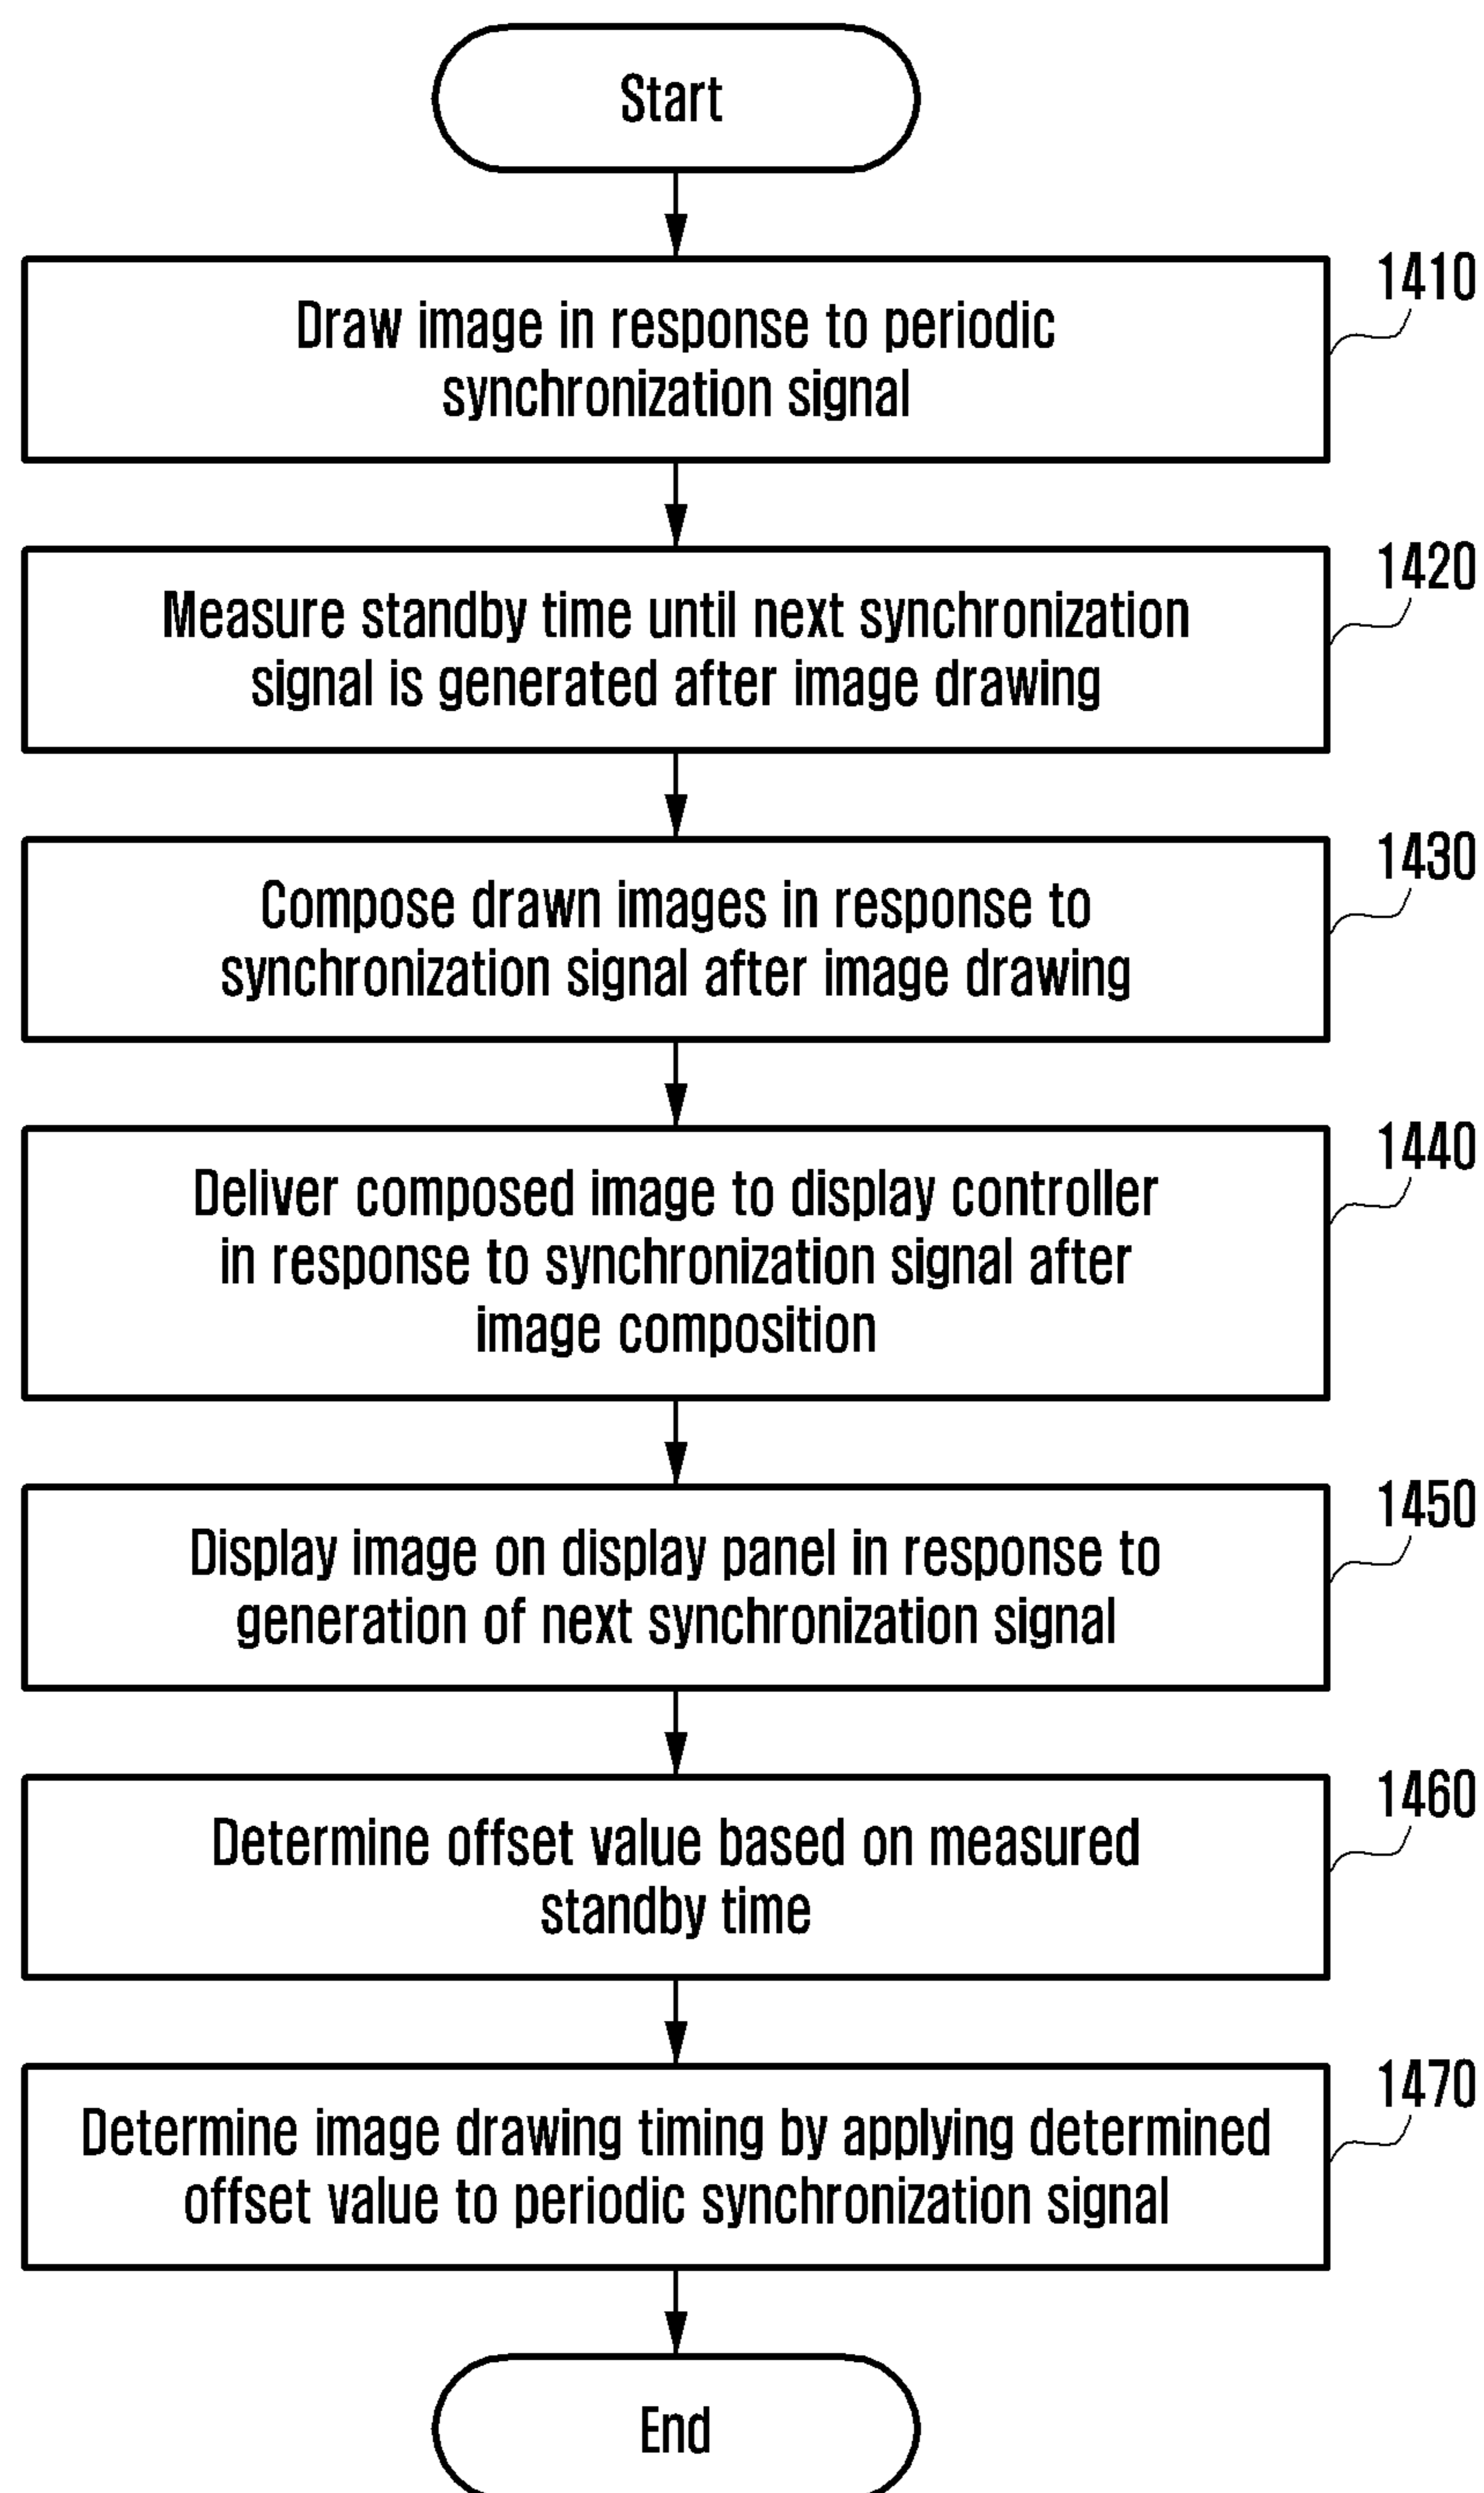 Start
1410
Draw image in response to periodic
synchronization signal
1420
Measure standby time until next synchronization
signal is generated after image drawing
1430
Compose drawn images in response to
synchronization signal after image drawing
1440
Deliver composed image to display controller
in response to synchronization signal after
image composition
1450
Display image on display panel in response to
generation of next synchronization signal
1460
Determine offset value based on measured
standby time
1470
Determine image drawing timing by applying determined
offset value to periodic synchronization signal
End